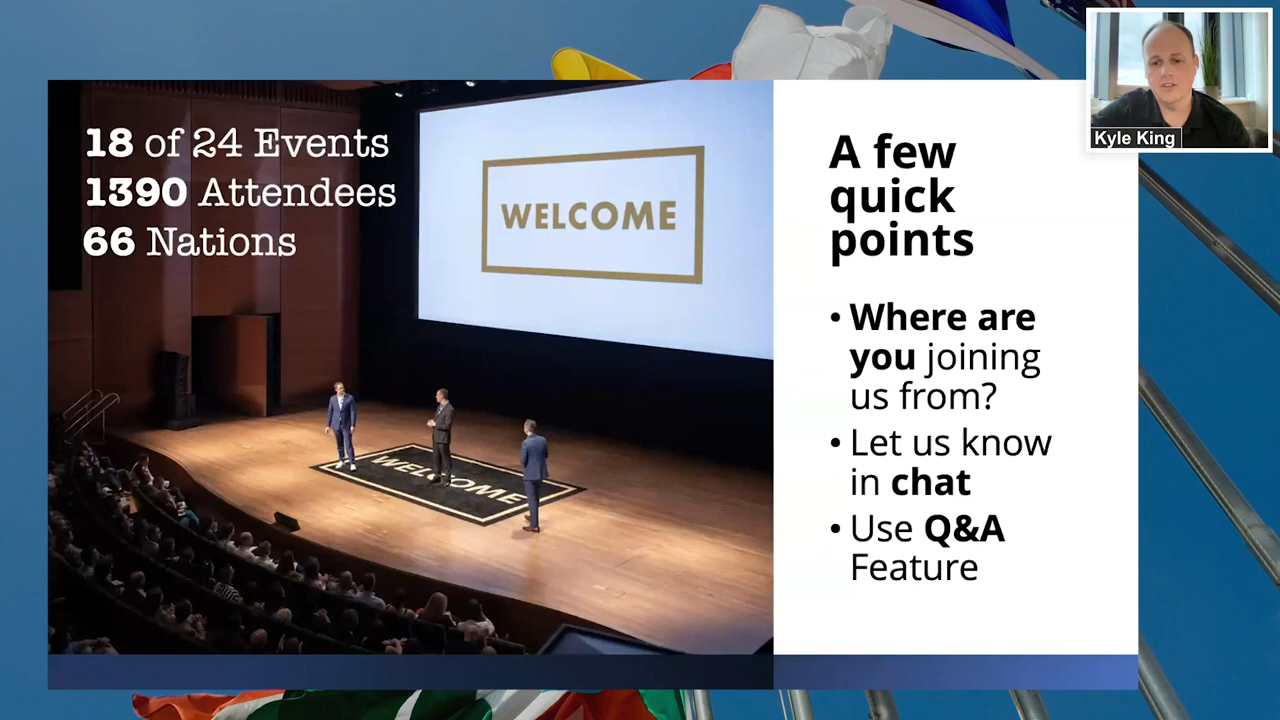 18 of 24 Events
1390 Attendees
66 Nations
WELCOME
WELCOME
A few
quick
points
• Where are
you joining
us from?
• Let us know
in chat
• Use Q&A
Feature
Kyle King